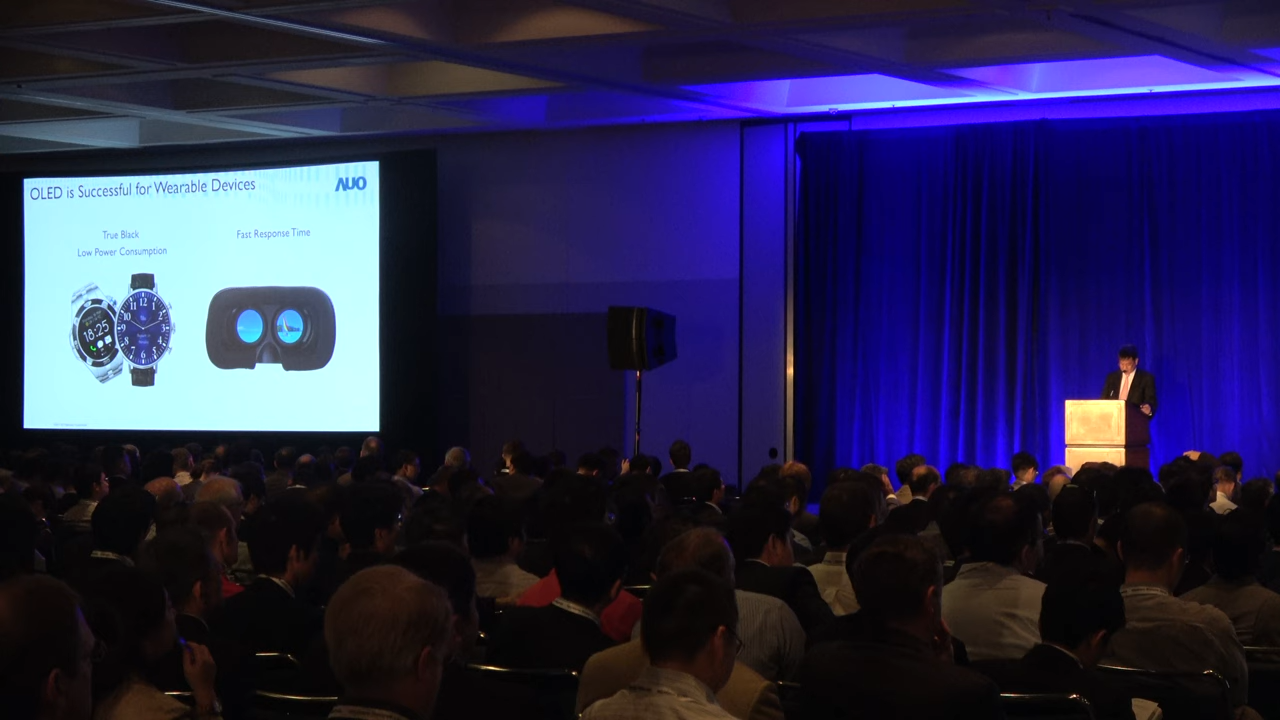 OLED is Successful for Wearable Devices
AUO
True Black
Low Power Consumption
Fast Response Time
18:25